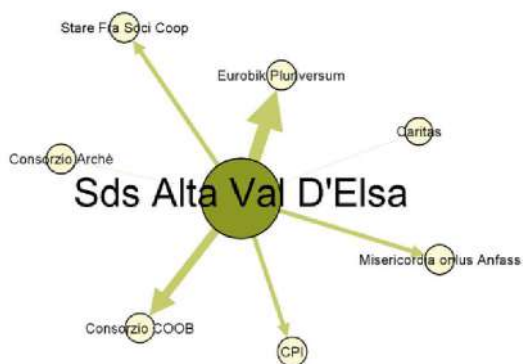 Stare Fra Soci Coop
Eurobik Pluriversum
Caritas
Consorzio Archè
Sds Alta Val D'Elsa
Misericordia onlus Anfass
Consorzio COOB
CPI